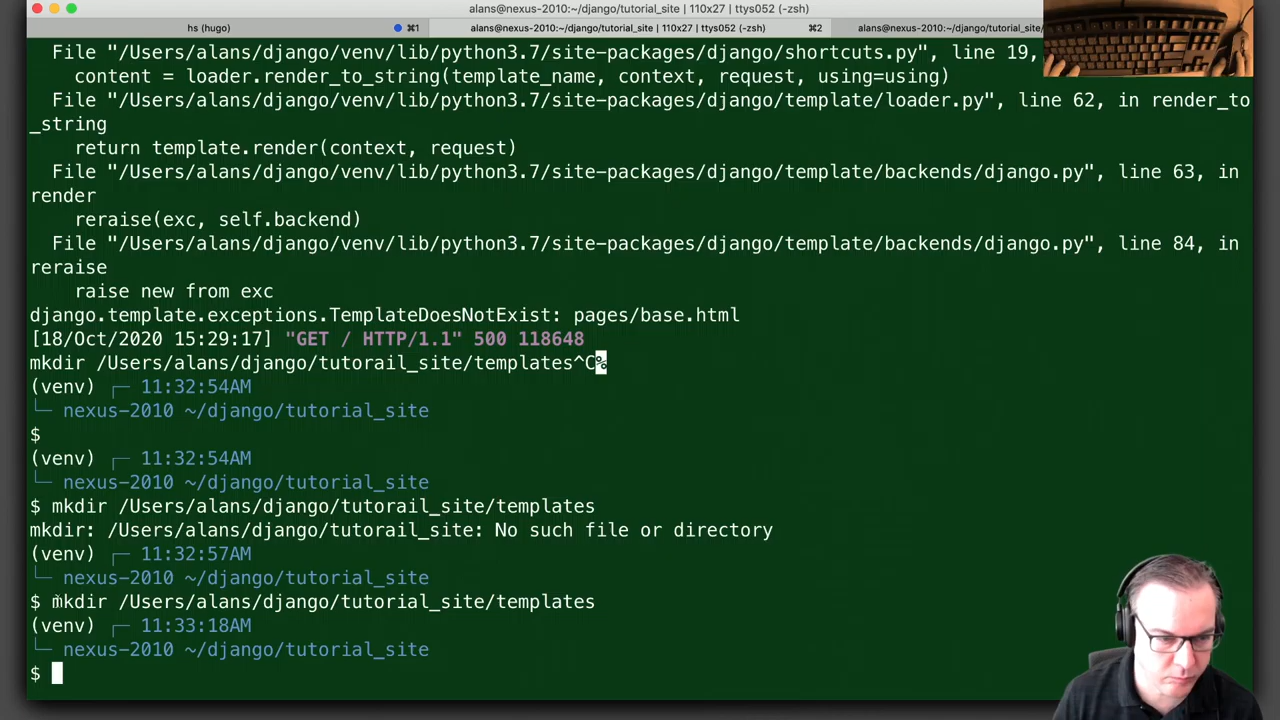 alans@nexus-2010:~/django/tutorial_site | 110x27 | ttys052 (-zsh)
hs (hugo) ⌘1 alans@nexus-2010:~/django/tutorial_site | 110x27 | ttys052 (-zsh) ⌘2 alans@nexus-2010:~/django/tutorial_site
File "/Users/alans/django/venv/lib/python3.7/site-packages/django/shortcuts.py", line 19,
content = loader.render_to_string(template_name, context, request, using=using)
File "/Users/alans/django/venv/lib/python3.7/site-packages/django/template/loader.py", line 62, in render_to
_string
return template.render(context, request)
File "/Users/alans/django/venv/lib/python3.7/site-packages/django/template/backends/django.py", line 63, in
render
reraise(exc, self.backend)
File "/Users/alans/django/venv/lib/python3.7/site-packages/django/template/backends/django.py", line 84, in
reraise
raise new from exc
django.template.exceptions.TemplateDoesNotExist: pages/base.html
[18/Oct/2020 15:29:17] "GET / HTTP/1.1" 500 118648
mkdir /Users/alans/django/tutorail_site/templates^C%
(venv) ┌─ 11:32:54AM
└─ nexus-2010 ~/django/tutorial_site
$
(venv) ┌─ 11:32:54AM
└─ nexus-2010 ~/django/tutorial_site
$ mkdir /Users/alans/django/tutorail_site/templates
mkdir: /Users/alans/django/tutorail_site: No such file or directory
(venv) ┌─ 11:32:57AM
└─ nexus-2010 ~/django/tutorial_site
$ mkdir /Users/alans/django/tutorial_site/templates
(venv) ┌─ 11:33:18AM
└─ nexus-2010 ~/django/tutorial_site
$